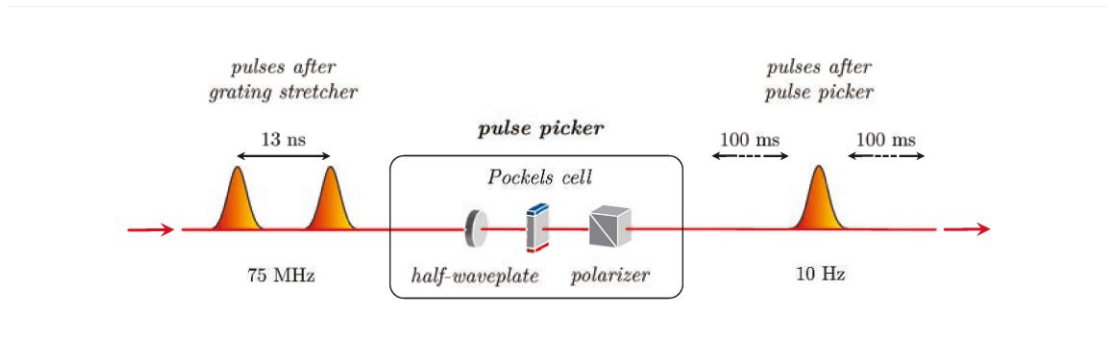 pulses after
grating stretcher
13 ns
75 MHz
pulse picker
Pockels cell
half-waveplate
polarizer
pulses after
pulse picker
100 ms
100 ms
10 Hz